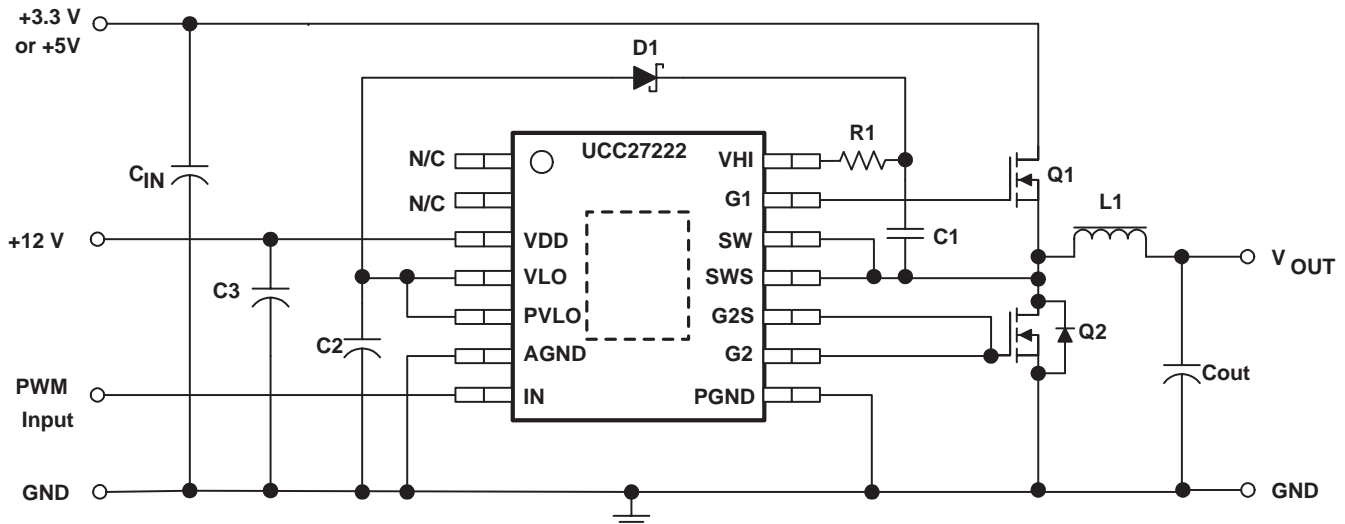 +3.3 V
or +5V
D1
UCC27222
R1
N/C
VHI
C_IN
Q1
N/C
G1
L1
+12 V
VDD
SW
C1
V_OUT
VLO
SWS
C3
PVLO
G2S
C2
Q2
AGND
G2
Cout
PWM
Input
IN
PGND
GND
GND